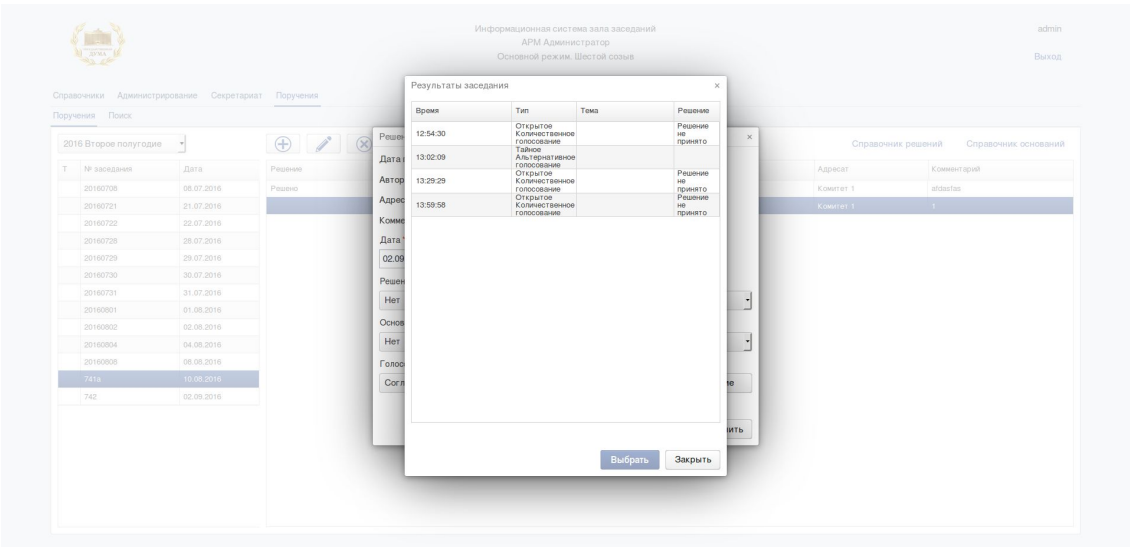 Информационная система зала заседаний
АРМ Администратор
Основной режим. Шестой созыв
admin
Выход
ДУМА
Справочники Администрирование Секретариат Поручения
Поручения Поиск
2016 Второе полугодие
Справочник решений Справочник оснований
Т № заседания Дата
20160708 08.07.2016
20160721 21.07.2016
20160722 22.07.2016
20160728 28.07.2016
20160729 29.07.2016
20160730 30.07.2016
20160731 31.07.2016
20160801 01.08.2016
20160802 02.08.2016
20160804 04.08.2016
20160808 08.08.2016
741а 19.08.2016
742 02.09.2016
Решение Адресат Комментарий
Решено Комитет 1
Комитет 1 1
Решен ×
Дата
Автор
Адрес
Комме
Дата
02.09
Решен
Нет
Основ
Нет
Голос
Согл
ие
ить
Результаты заседания ×
Время Тип Тема Решение
12:54:30 Открытое Количественное голосование Решение не принято
13:02:09 Тайное Альтернативное голосование
13:29:29 Открытое Количественное голосование Решение не принято
13:59:58 Открытое Количественное голосование Решение не принято
Выбрать Закрыть